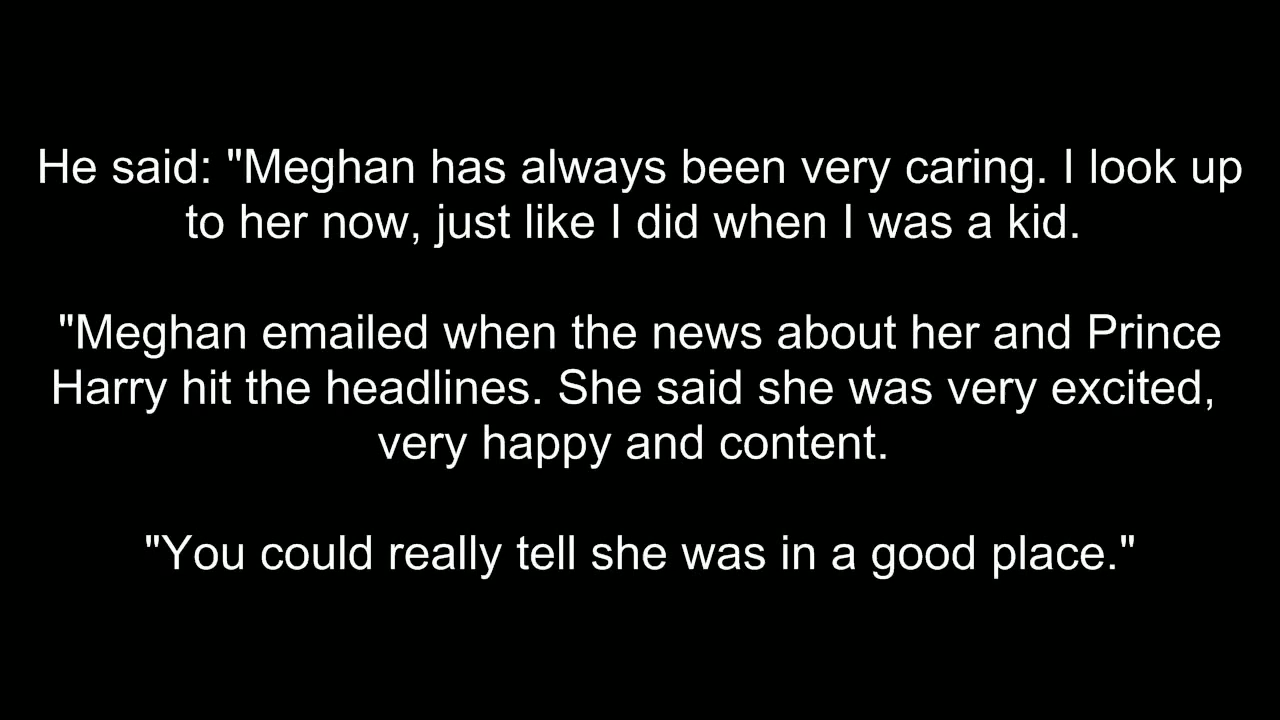 He said: "Meghan has always been very caring. I look up
to her now, just like I did when I was a kid.
"Meghan emailed when the news about her and Prince
Harry hit the headlines. She said she was very excited,
very happy and content.
"You could really tell she was in a good place."